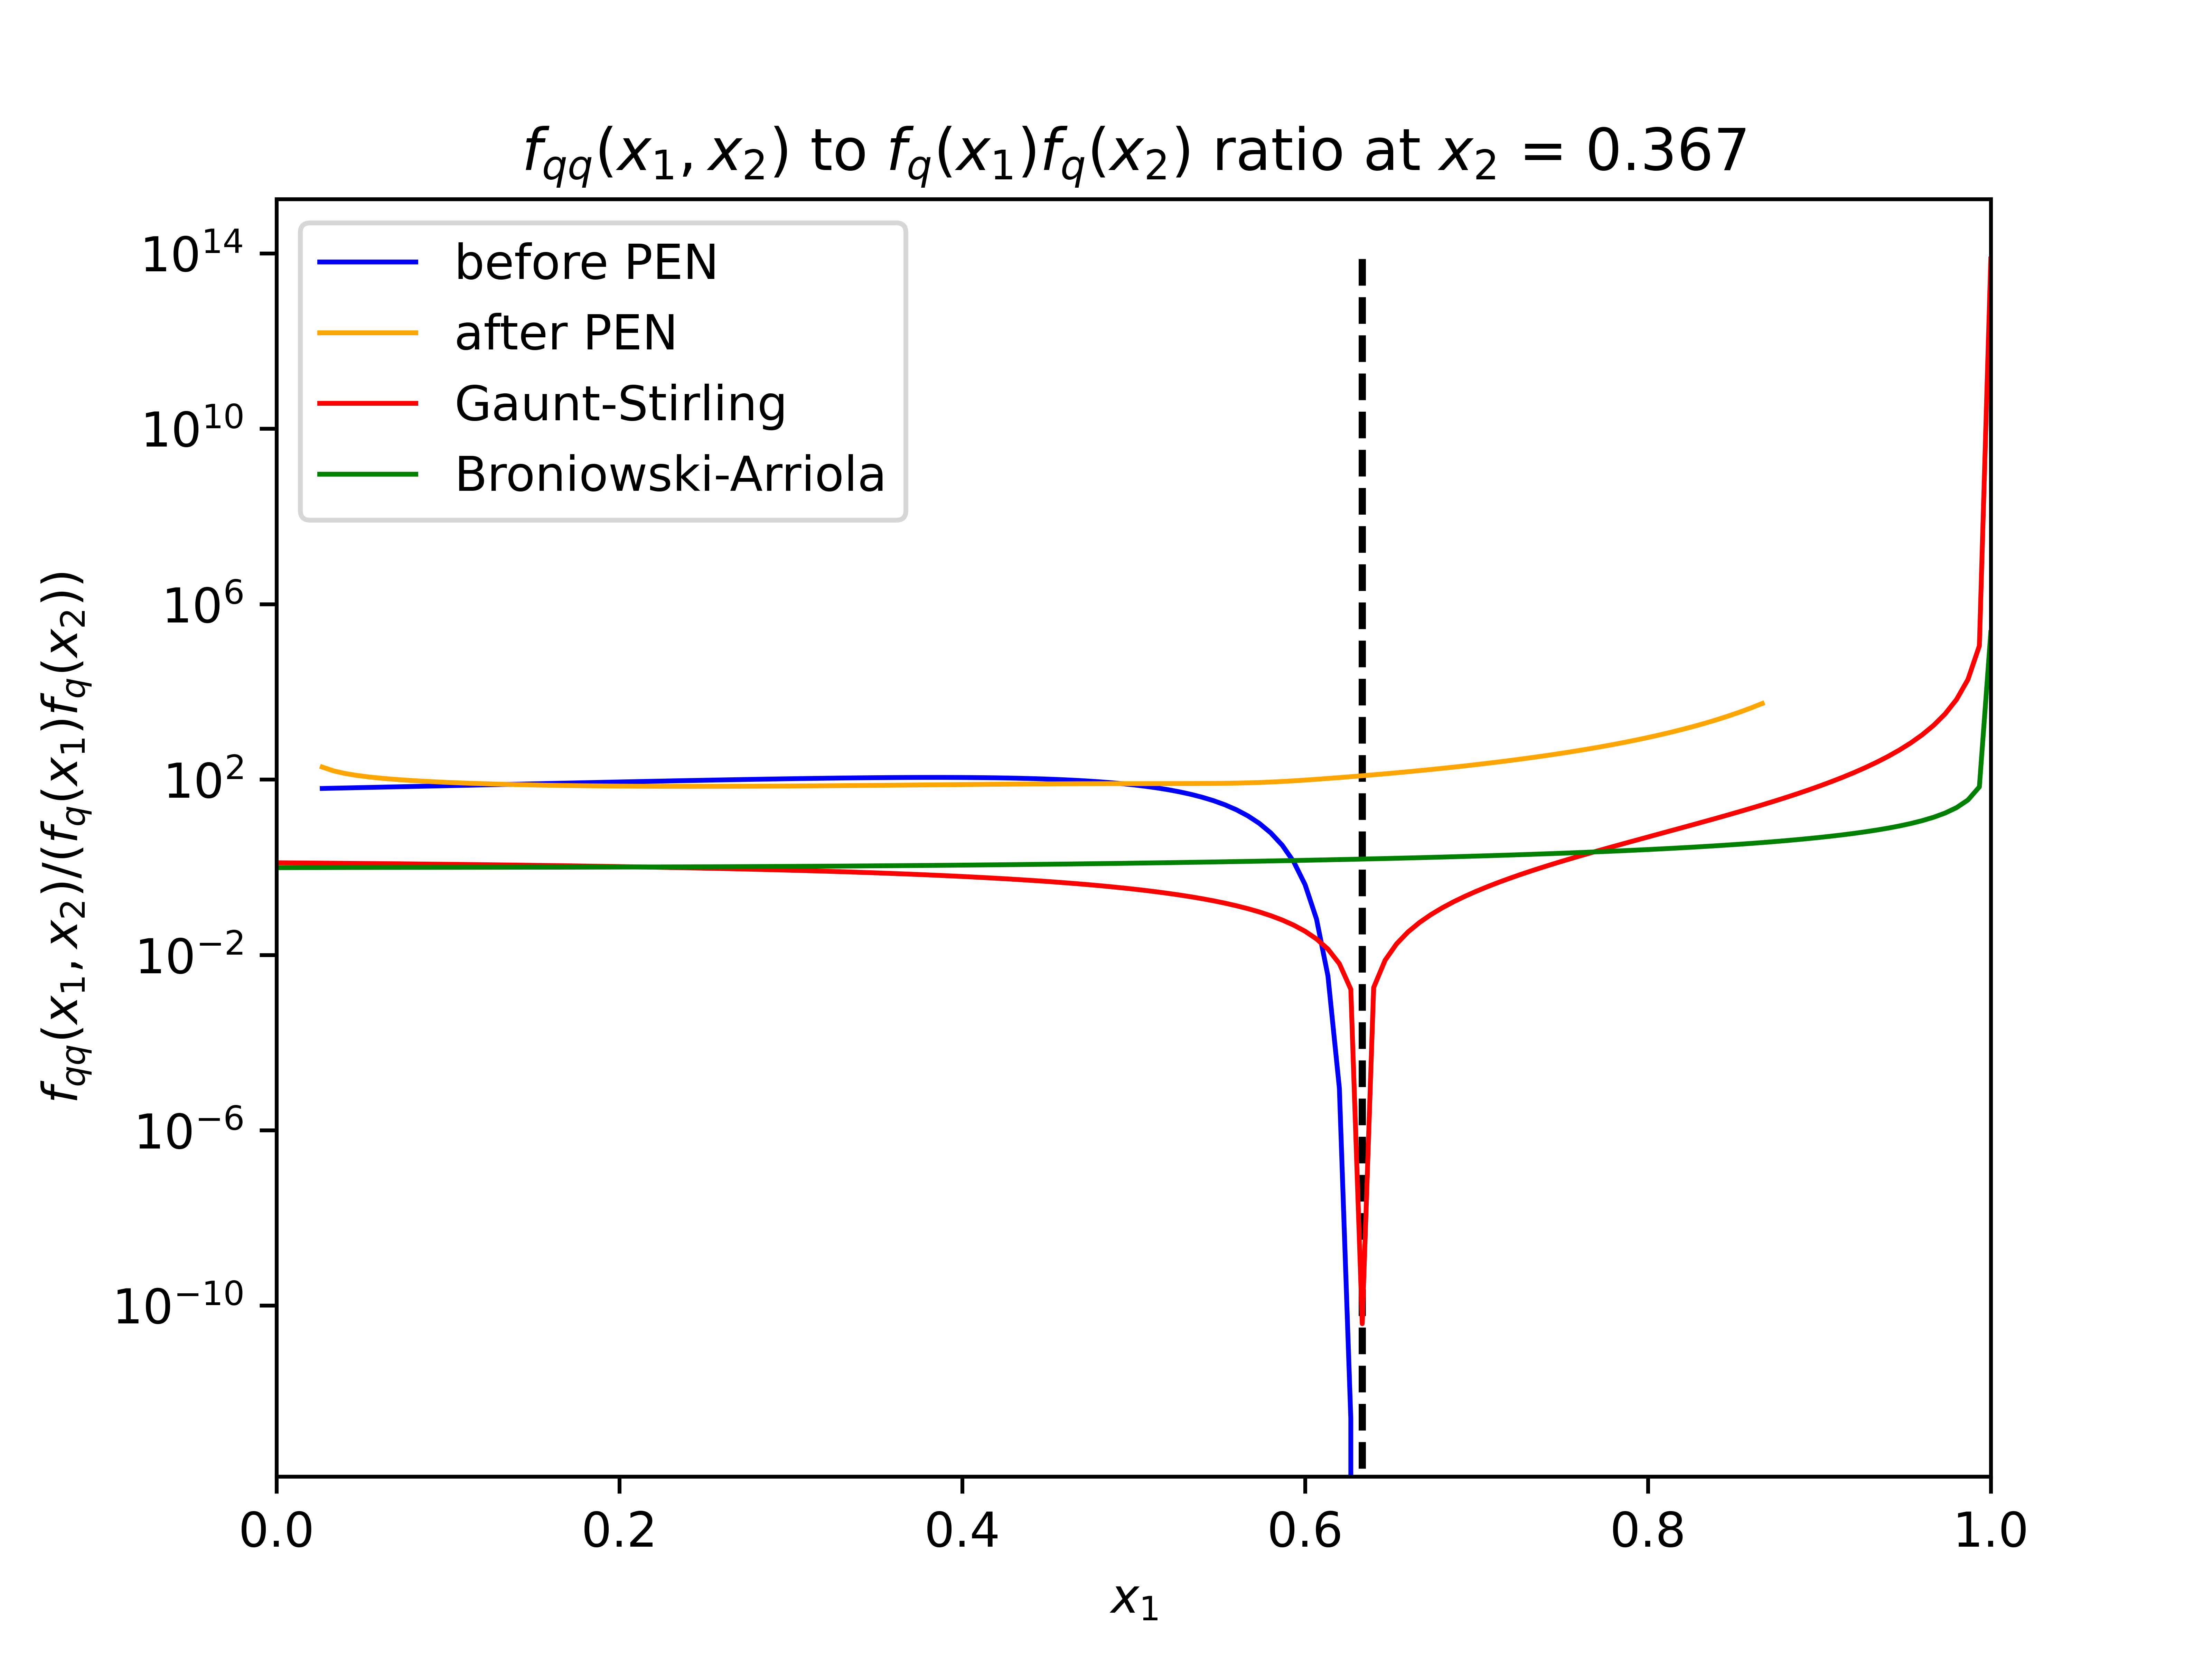 f_qq(x_1, x_2) to f_q(x_1)f_q(x_2) ratio at x_2 = 0.367
before PEN
after PEN
Gaunt-Stirling
Broniowski-Arriola
10^14
10^10
10^6
10^2
10^−2
10^−6
10^−10
f_qq(x_1, x_2)/(f_q(x_1)f_q(x_2))
0.0 0.2 0.4 0.6 0.8 1.0
x_1